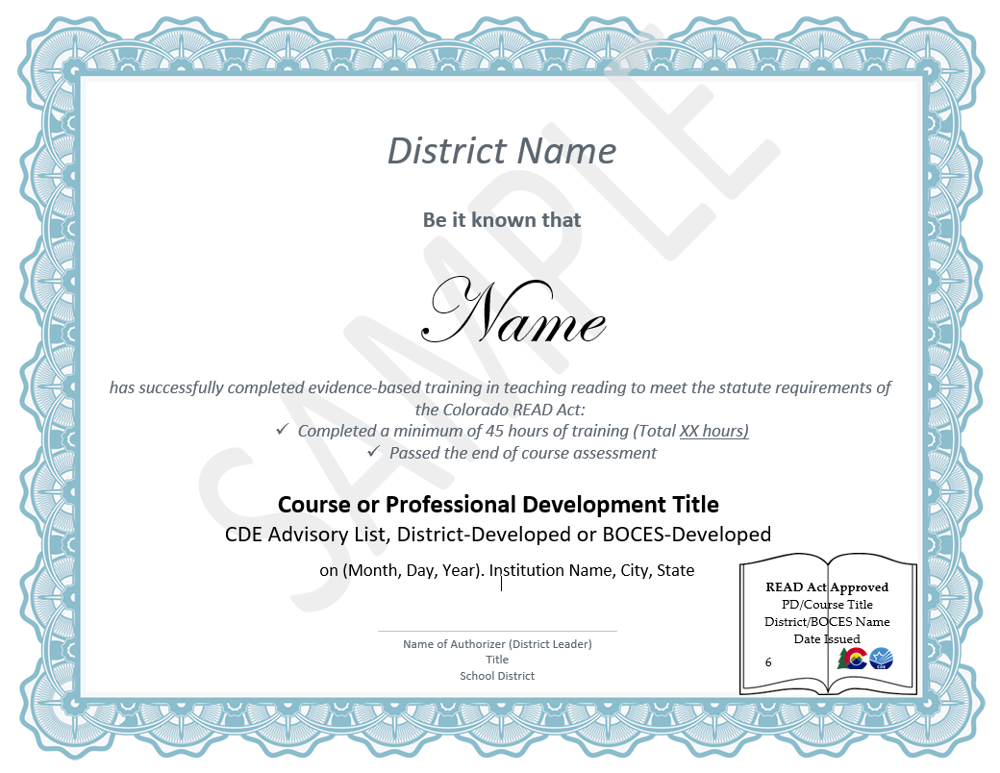 SAMPLE
District Name
Be it known that
Name
has successfully completed evidence-based training in teaching reading to meet the statute requirements of
the Colorado READ Act:
✓ Completed a minimum of 45 hours of training (Total XX hours)
✓ Passed the end of course assessment
Course or Professional Development Title
CDE Advisory List, District-Developed or BOCES-Developed
on (Month, Day, Year). Institution Name, City, State
Name of Authorizer (District Leader)
Title
School District
READ Act Approved
PD/Course Title
District/BOCES Name
Date Issued
6
CDE